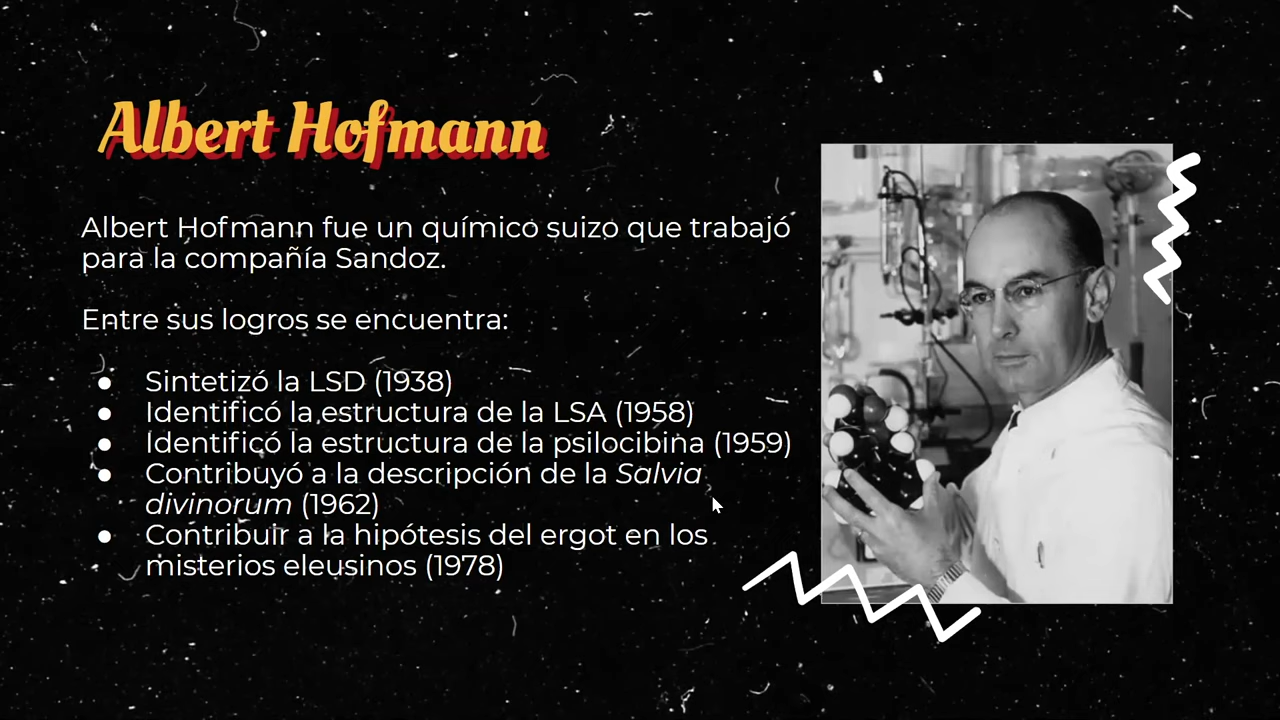 Albert Hofmann
Albert Hofmann fue un químico suizo que trabajó
para la compañía Sandoz.
Entre sus logros se encuentra:
● Sintetizó la LSD (1938)
● Identificó la estructura de la LSA (1958)
● Identificó la estructura de la psilocibina (1959)
● Contribuyó a la descripción de la Salvia
divinorum (1962)
● Contribuir a la hipótesis del ergot en los
misterios eleusinos (1978)